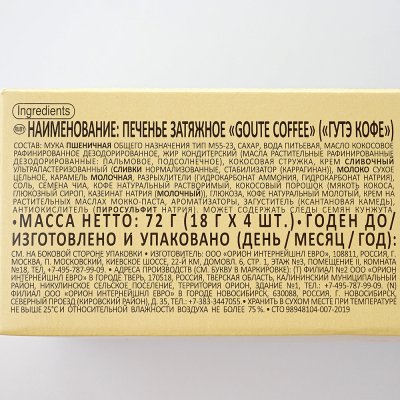 Ingredients
НАИМЕНОВАНИЕ: ПЕЧЕНЬЕ ЗАТЯЖНОЕ «GOUTE COFFEE» («ГУТЭ КОФЕ»)
СОСТАВ: МУКА ПШЕНИЧНАЯ ОБЩЕГО НАЗНАЧЕНИЯ ТИП М55-23, САХАР, ВОДА ПИТЬЕВАЯ, МАСЛО КОКОСОВОЕ
РАФИНИРОВАННОЕ ДЕЗОДОРИРОВАННОЕ, ЖИР КОНДИТЕРСКИЙ (МАСЛА РАСТИТЕЛЬНЫЕ РАФИНИРОВАННЫЕ
ДЕЗОДОРИРОВАННЫЕ: ПАЛЬМОВОЕ, ПОДСОЛНЕЧНОЕ), КОКОСОВАЯ СТРУЖКА, КРЕМ СЛИВОЧНЫЙ
УЛЬТРАПАСТЕРИЗОВАННЫЙ (СЛИВКИ НОРМАЛИЗОВАННЫЕ, СТАБИЛИЗАТОР (КАРРАГИНАН)), МОЛОКО СУХОЕ
ЦЕЛЬНОЕ, КАРАМЕЛЬ МОЛОЧНАЯ, РАЗРЫХЛИТЕЛИ (ГИДРОКАРБОНАТ АММОНИЯ, ГИДРОКАРБОНАТ НАТРИЯ),
СОЛЬ, СЕМЕНА ЧИА, КОФЕ НАТУРАЛЬНЫЙ РАСТВОРИМЫЙ, КОКОСОВЫЙ ПОРОШОК (МЯКОТЬ КОКОСА,
ГЛЮКОЗНЫЙ СИРОП, КАЗЕИНАТ НАТРИЯ (МОЛОЧНЫЙ)), ГЛЮКОЗА, КОФЕ НАТУРАЛЬНЫЙ МОЛОТЫЙ, КРЕМ НА
РАСТИТЕЛЬНЫХ МАСЛАХ МОККО-ПАСТА, АРОМАТИЗАТОРЫ, ЗАГУСТИТЕЛЬ (КСАНТАНОВАЯ КАМЕДЬ),
АНТИОКИСЛИТЕЛЬ (ПИРОСУЛЬФИТ НАТРИЯ). МОЖЕТ СОДЕРЖАТЬ СЛЕДЫ СЕМЯН КУНЖУТА.
• МАССА НЕТТО: 72 Г (18 Г Х 4 ШТ.) • ГОДЕН ДО/
ИЗГОТОВЛЕНО И УПАКОВАНО (ДЕНЬ / МЕСЯЦ / ГОД):
СМ. НА БОКОВОЙ СТОРОНЕ УПАКОВКИ • ИЗГОТОВИТЕЛЬ: ООО «ОРИОН ИНТЕРНЕЙШНЛ ЕВРО», 108811, РОССИЯ, Г.
МОСКВА, П. МОСКОВСКИЙ, КИЕВСКОЕ ШОССЕ, 22-Й КМ, ДОМОВЛ. 6, СТР. 1, ЭТАЖ №3, ПОМЕЩЕНИЕ II, КОМНАТА
№18, ТЕЛ. +7-495-787-99-09. • АДРЕСА ПРОИЗВОДСТВ (СМ. БУКВУ В МАРКИРОВКЕ): (T) ФИЛИАЛ №2 ООО «ОРИОН
ИНТЕРНЕЙШНЛ ЕВРО» В ТВЕРСКОЙ ОБЛАСТИ, 170518, РОССИЯ, ТВЕРСКАЯ ОБЛАСТЬ, КАЛИНИНСКИЙ МУНИЦИПАЛЬНЫЙ
РАЙОН, НИКУЛИНСКОЕ СЕЛЬСКОЕ ПОСЕЛЕНИЕ, ТЕРРИТОРИЯ ОРИОН, ЗДАНИЕ №1, ТЕЛ. +7-495-787-99-09. (N)
ФИЛИАЛ ООО «ОРИОН ИНТЕРНЕЙШНЛ ЕВРО» В ГОРОДЕ НОВОСИБИРСК, 630088, РОССИЯ, Г. НОВОСИБИРСК,
СЕВЕРНЫЙ ПРОЕЗД (КИРОВСКИЙ РАЙОН), Д. 35, ТЕЛ.: +7-383-3447055. • ХРАНИТЬ В СУХОМ МЕСТЕ ПРИ ТЕМПЕРАТУРЕ
НЕ ВЫШЕ 25°С И ОТНОСИТЕЛЬНОЙ ВЛАЖНОСТИ ВОЗДУХА НЕ БОЛЕЕ 75 %. • СТО 98948104-007-2019